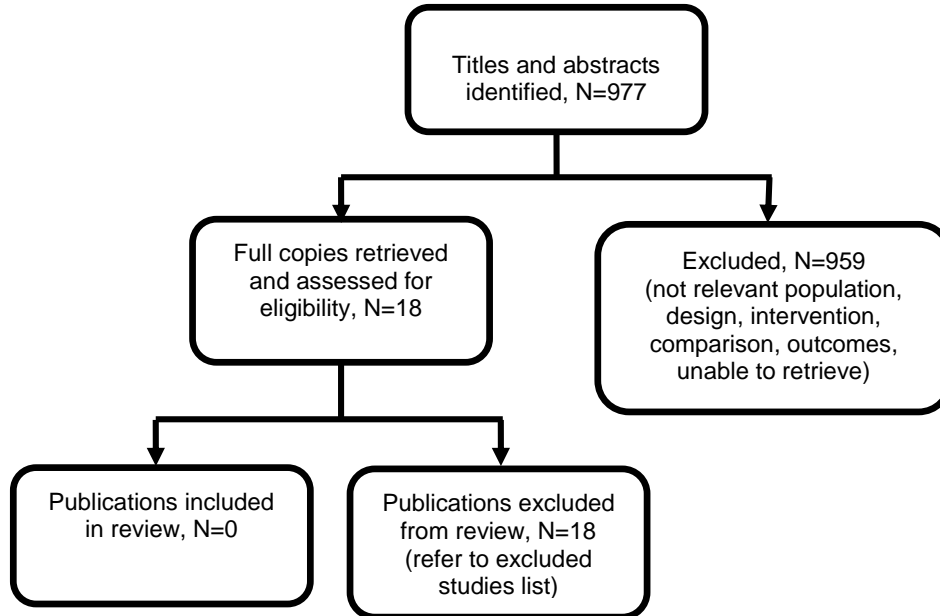 Titles and abstracts
identified, N=977
Full copies retrieved
and assessed for
eligibility, N=18
Excluded, N=959
(not relevant population,
design, intervention,
comparison, outcomes,
unable to retrieve)
Publications included
in review, N=0
Publications excluded
from review, N=18
(refer to excluded
studies list)